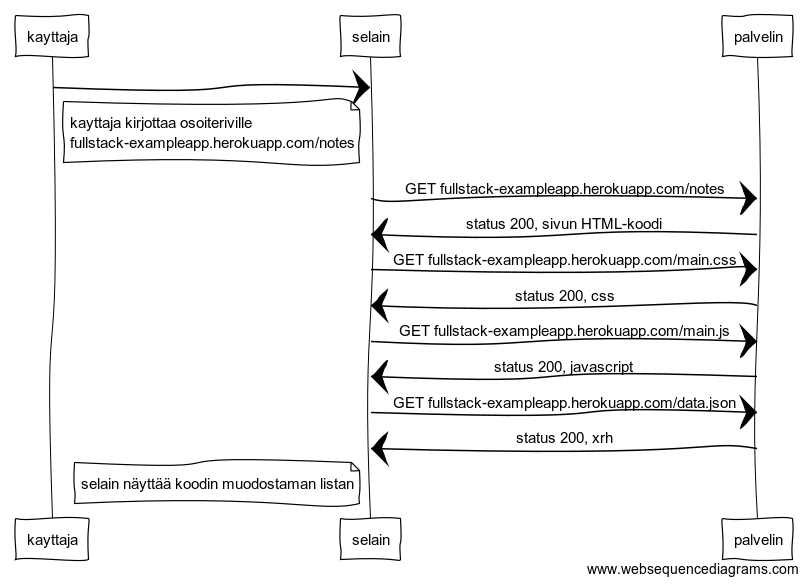 kayttaja
selain
palvelin
kayttaja kirjottaa osoiteriville
fullstack-exampleapp.herokuapp.com/notes
GET fullstack-exampleapp.herokuapp.com/notes
status 200, sivun HTML-koodi
GET fullstack-exampleapp.herokuapp.com/main.css
status 200, css
GET fullstack-exampleapp.herokuapp.com/main.js
status 200, javascript
GET fullstack-exampleapp.herokuapp.com/data.json
status 200, xrh
selain näyttää koodin muodostaman listan
kayttaja
selain
palvelin
www.websequencediagrams.com